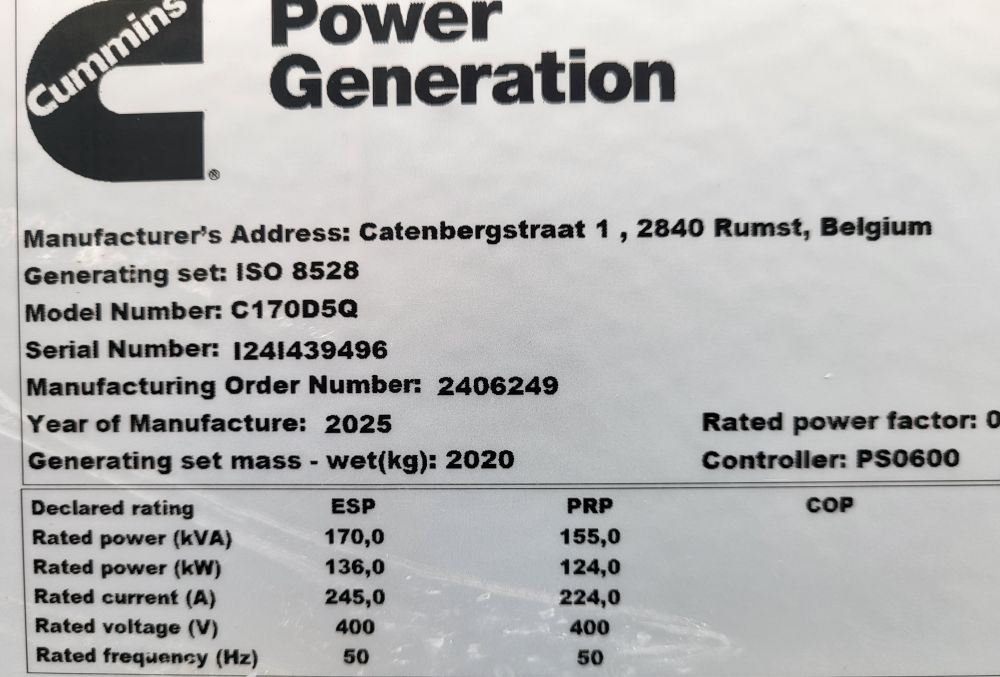 Cummins
Power
Generation
®
Manufacturer's Address: Catenbergstraat 1 , 2840 Rumst, Belgium
Generating set: ISO 8528
Model Number: C170D5Q
Serial Number: I24I439496
Manufacturing Order Number: 2406249
Year of Manufacture: 2025 Rated power factor: 0
Generating set mass - wet(kg): 2020 Controller: PS0600
Declared rating ESP PRP COP
Rated power (kVA) 170,0 155,0
Rated power (kW) 136,0 124,0
Rated current (A) 245,0 224,0
Rated voltage (V) 400 400
Rated frequency (Hz) 50 50